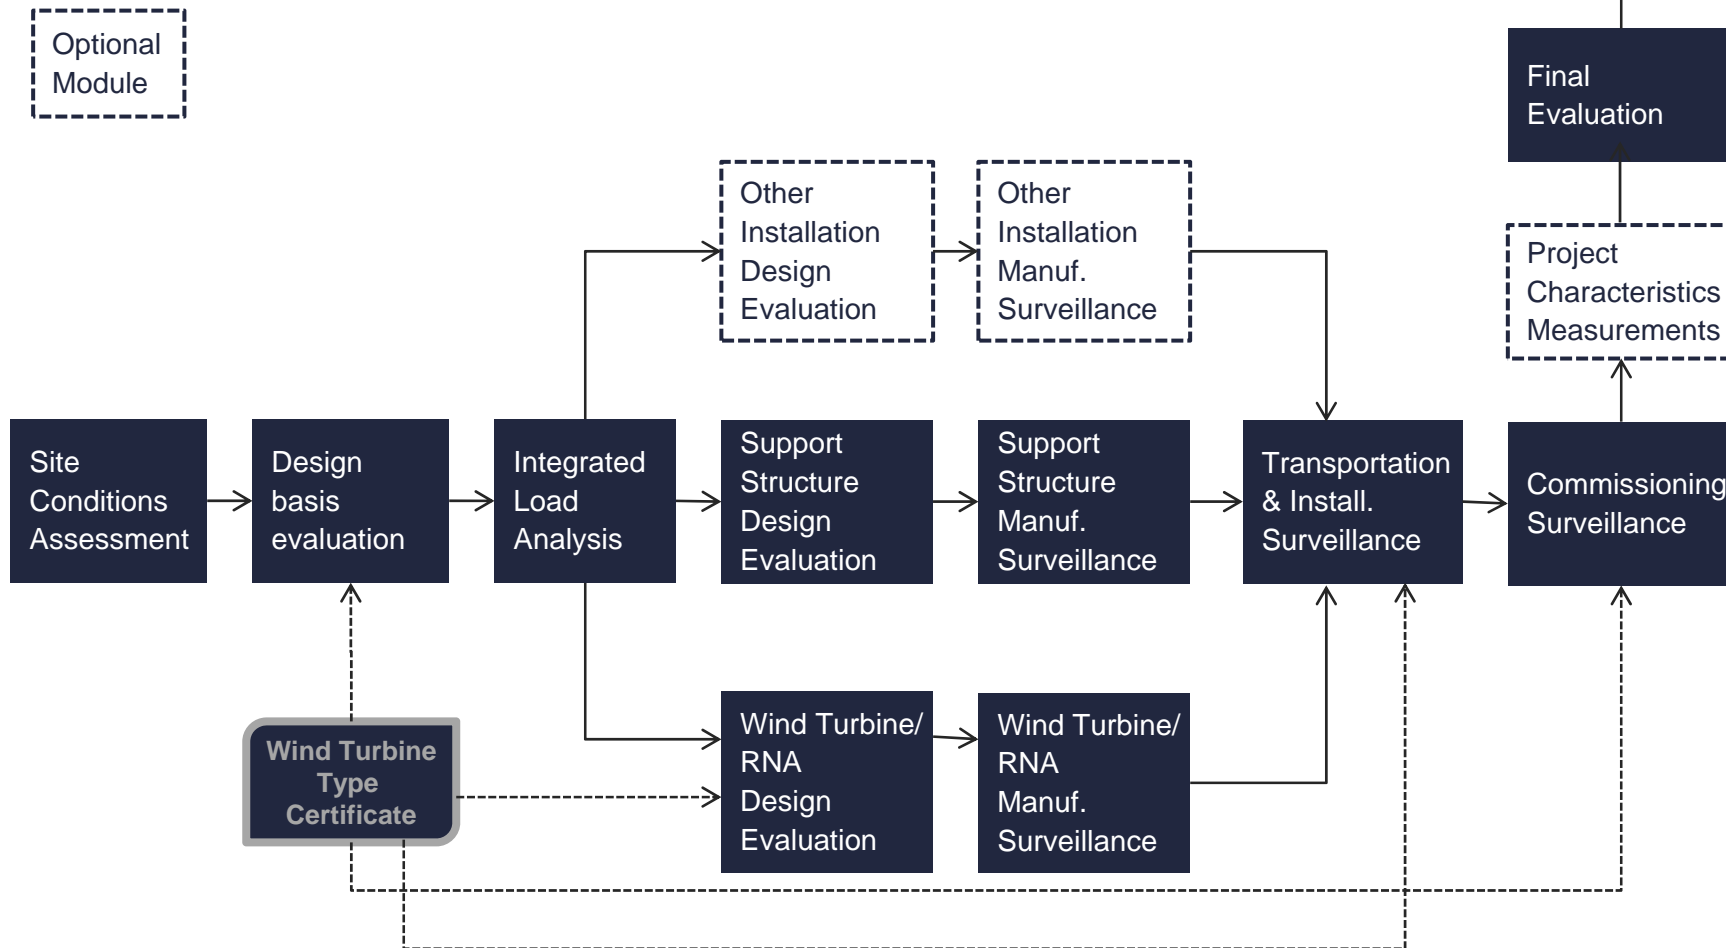 Optional
Module
Final
Evaluation
Other
Installation
Design
Evaluation
Other
Installation
Manuf.
Surveillance
Project
Characteristics
Measurements
Site
Conditions
Assessment
Design
basis
evaluation
Integrated
Load
Analysis
Support
Structure
Design
Evaluation
Support
Structure
Manuf.
Surveillance
Transportation
& Install.
Surveillance
Commissioning
Surveillance
Wind Turbine
Type
Certificate
Wind Turbine/
RNA
Design
Evaluation
Wind Turbine/
RNA
Manuf.
Surveillance